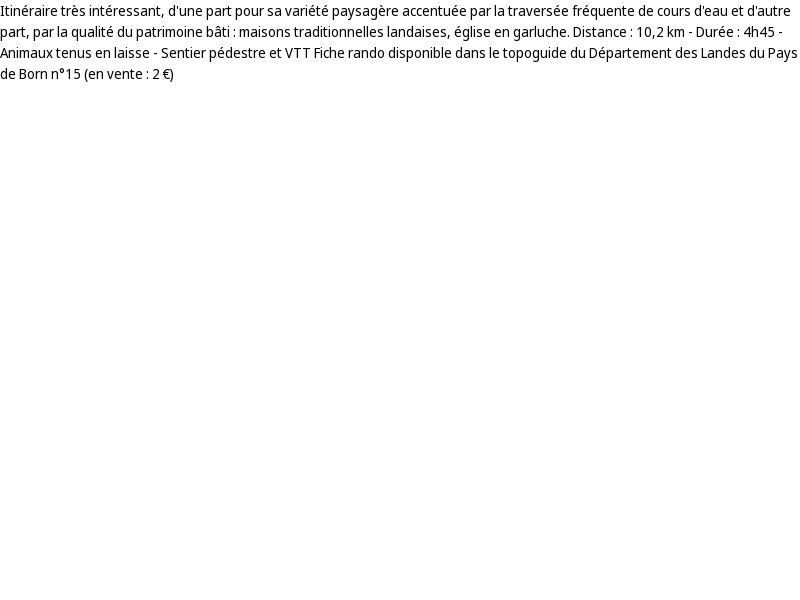 Itinéraire très intéressant, d'une part pour sa variété paysagère accentuée par la traversée fréquente de cours d'eau et d'autre
part, par la qualité du patrimoine bâti : maisons traditionnelles landaises, église en garluche. Distance : 10,2 km - Durée : 4h45 -
Animaux tenus en laisse - Sentier pédestre et VTT Fiche rando disponible dans le topoguide du Département des Landes du Pays
de Born n°15 (en vente : 2 €)